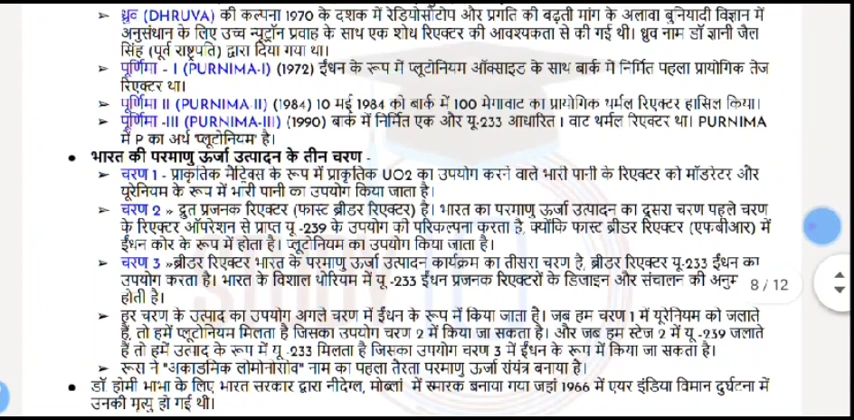 ➢ ध्रुव (DHRUVA) की कल्पना 1970 के दशक में रेडियोसोटोप और प्रगति की बढ़ती मांग के अलावा बुनियादी विज्ञान में
अनुसंधान के लिए उच्च न्यूट्रॉन प्रवाह के साथ एक शोध रिएक्टर की आवश्यकता से की गई थी। ध्रुव नाम डॉ ज्ञानी जैल
सिंह (पूर्व राष्ट्रपति) द्वारा दिया गया था।
➢ पूर्णिमा - I (PURNIMA-I) (1972) ईंधन के रूप में प्लूटोनियम ऑक्साइड के साथ बार्क में निर्मित पहला प्रायोगिक तेज
रिएक्टर था।
➢ पूर्णिमा II (PURNIMA II) (1984) 10 मई 1984 को बार्क में 100 मेगावाट का प्रायोगिक थर्मल रिएक्टर हासिल किया।
➢ पूर्णिमा -III (PURNIMA-III) (1990) बार्क में निर्मित एक और यू-233 आधारित 1 वाट थर्मल रिएक्टर था। PURNIMA
में P का अर्थ 'प्लूटोनियम' है।
• भारत की परमाणु ऊर्जा उत्पादन के तीन चरण -
➢ चरण 1 - प्राकृतिक मैट्रिक्स के रूप में प्राकृतिक UO2 का उपयोग करने वाले भारी पानी के रिएक्टर को मॉडरेटर और
यूरेनियम के रूप में भारी पानी का उपयोग किया जाता है।
➢ चरण 2 » द्रुत प्रजनक रिएक्टर (फास्ट ब्रीडर रिएक्टर) है। भारत का परमाणु ऊर्जा उत्पादन का दूसरा चरण पहले चरण
के रिएक्टर ऑपरेशन से प्राप्त यू -239 के उपयोग को परिकल्पना करता है, क्योंकि फास्ट ब्रीडर रिएक्टर (एफबीआर) में
ईंधन कोर के रूप में होता है। प्लूटोनियम का उपयोग किया जाता है।
➢ चरण 3 »ब्रीडर रिएक्टर भारत के परमाणु ऊर्जा उत्पादन कार्यक्रम का तीसरा चरण है, ब्रीडर रिएक्टर यू-233 ईंधन का
उपयोग करता है। भारत के विशाल थोरियम में यू -233 ईंधन प्रजनक रिएक्टरों के डिजाइन और संचालन की 8 / 12
होती है।
➢ हर चरण के उत्पाद का उपयोग अगले चरण में ईंधन के रूप में किया जाता है। जब हम चरण 1 में यूरेनियम को जलाते
हैं, तो हमें प्लूटोनियम मिलता है जिसका उपयोग चरण 2 में किया जा सकता है। और जब हम स्टेज 2 में यू -239 जलाते
हैं तो हमें उत्पाद के रूप में यू -233 मिलता है जिसका उपयोग चरण 3 में ईंधन के रूप में किया जा सकता है।
➢ रूस ने "अकाडमिक लोमोनोसोव" नाम का पहला तैरता परमाणु ऊर्जा संयंत्र बनाया है।
• डॉ होमी भाभा के लिए भारत सरकार द्वारा नीदेग्ल, मोब्लां में स्मारक बनाया गया जहां 1966 में एयर इंडिया विमान दुर्घटना में
उनकी मृत्यु हो गई थी।